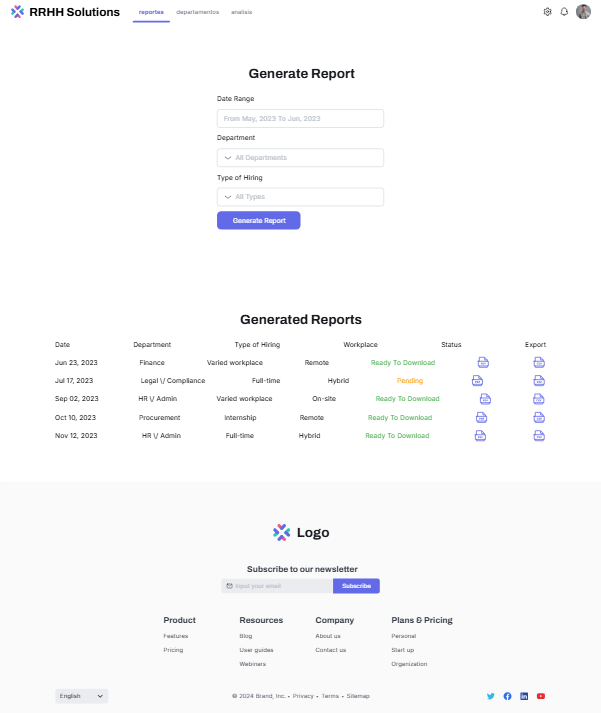 RRHH Solutions reportes departamentos analisis
Generate Report
Date Range
From May, 2023 To Jun, 2023
Department
All Departments
Type of Hiring
All Types
Generate Report
Generated Reports
Date Department Type of Hiring Workplace Status Export
Jun 23, 2023 Finance Varied workplace Remote Ready To Download
Jul 17, 2023 Legal \/ Compliance Full-time Hybrid Pending
Sep 02, 2023 HR \/ Admin Varied workplace On-site Ready To Download
Oct 10, 2023 Procurement Internship Remote Ready To Download
Nov 12, 2023 HR \/ Admin Full-time Hybrid Ready To Download
Logo
Subscribe to our newsletter
Input your email Subscribe
Product Resources Company Plans & Pricing
Features Blog About us Personal
Pricing User guides Contact us Start up
Webinars Organization
English © 2024 Brand, Inc. • Privacy • Terms • Sitemap